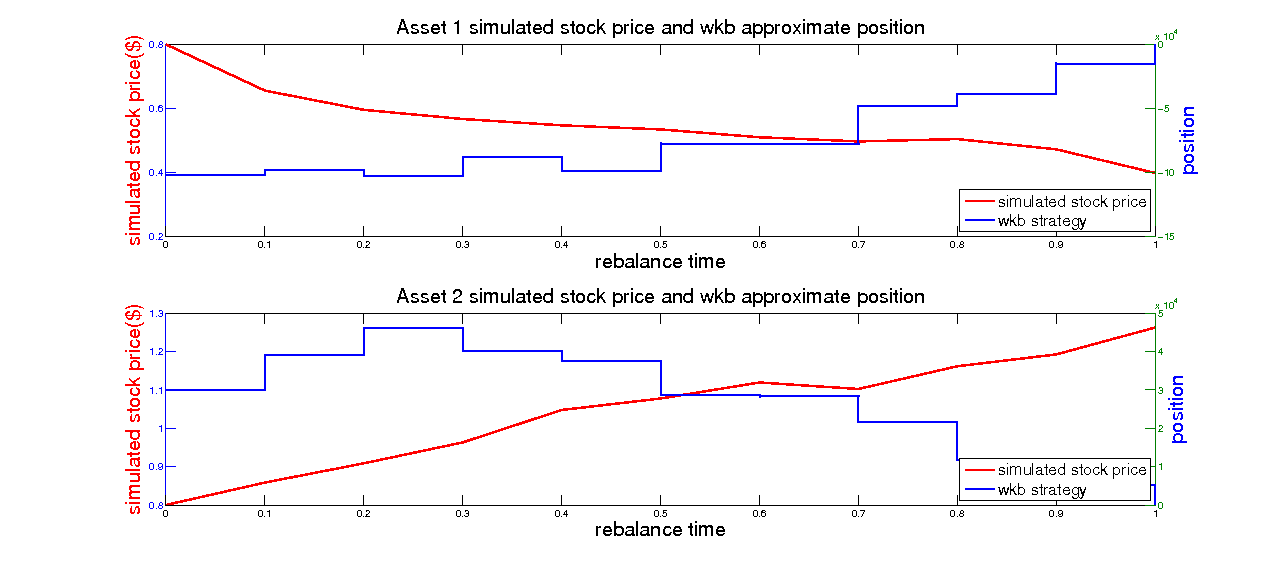 Asset 1 simulated stock price and wkb approximate position
x 10^4
simulated stock price($)
0.8
0.6
0.4
0.2
0
-5
-10
-15
position
simulated stock price
wkb strategy
0 0.1 0.2 0.3 0.4 0.5 0.6 0.7 0.8 0.9 1
rebalance time
Asset 2 simulated stock price and wkb approximate position
x 10^4
simulated stock price($)
1.3
1.2
1.1
1
0.9
0.8
5
4
3
2
1
0
position
simulated stock price
wkb strategy
0 0.1 0.2 0.3 0.4 0.5 0.6 0.7 0.8 0.9 1
rebalance time